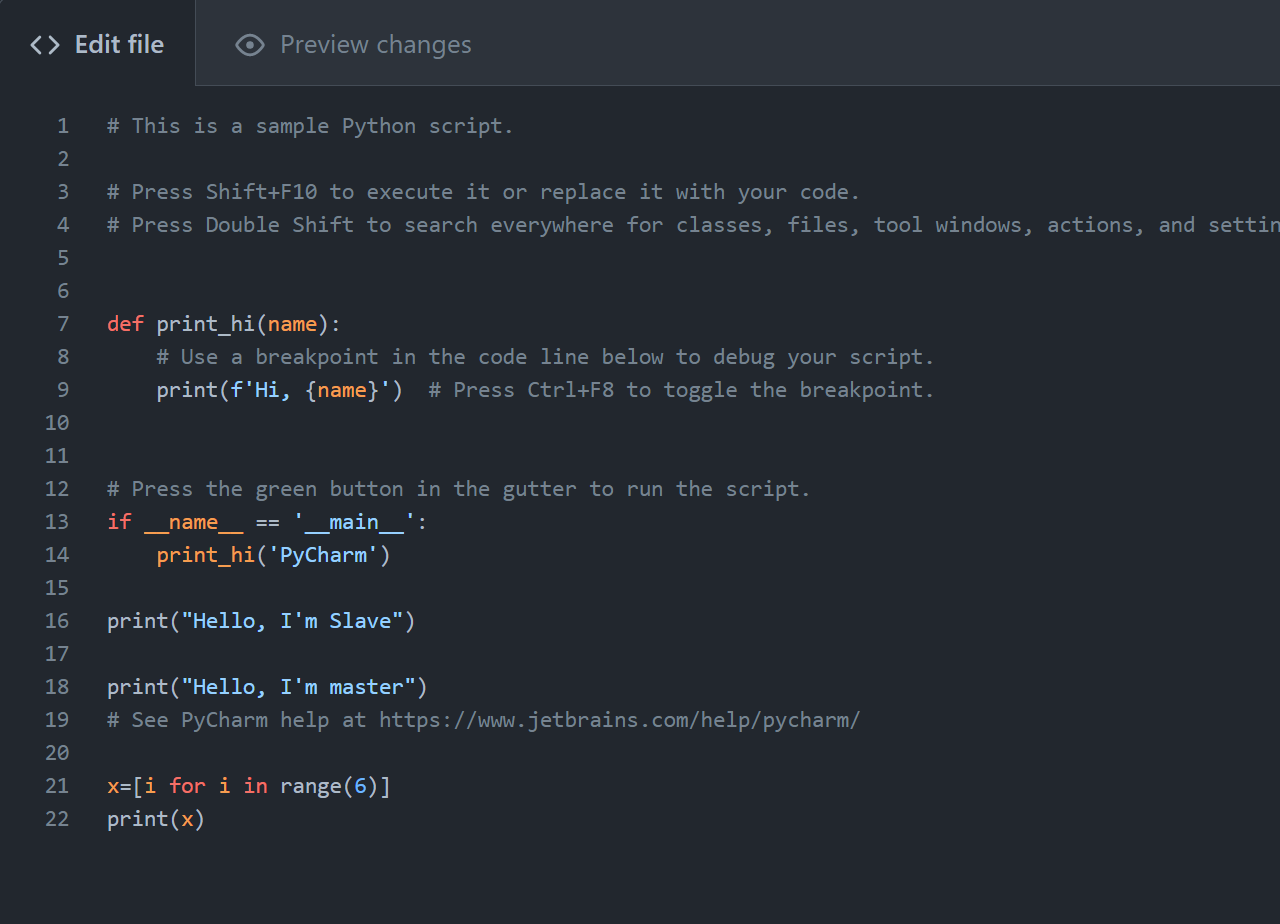 Edit file
Preview changes
1 # This is a sample Python script.
2
3 # Press Shift+F10 to execute it or replace it with your code.
4 # Press Double Shift to search everywhere for classes, files, tool windows, actions, and settin
5
6
7 def print_hi(name):
8     # Use a breakpoint in the code line below to debug your script.
9     print(f'Hi, {name}')  # Press Ctrl+F8 to toggle the breakpoint.
10
11
12 # Press the green button in the gutter to run the script.
13 if __name__ == '__main__':
14     print_hi('PyCharm')
15
16 print("Hello, I'm Slave")
17
18 print("Hello, I'm master")
19 # See PyCharm help at https://www.jetbrains.com/help/pycharm/
20
21 x=[i for i in range(6)]
22 print(x)